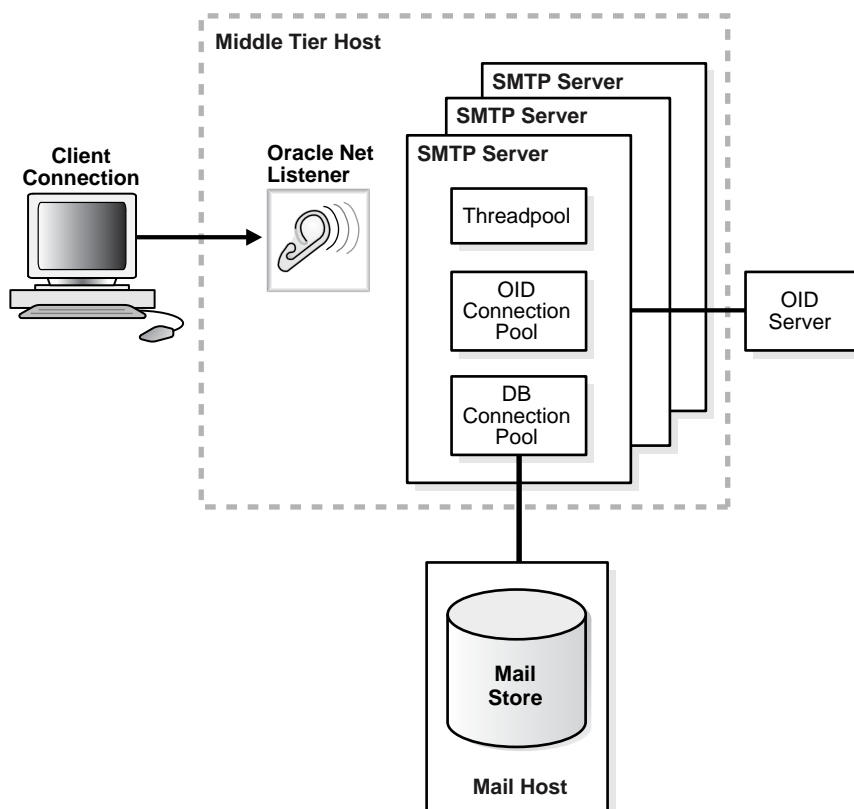 Middle Tier Host
SMTP Server
SMTP Server
SMTP Server
Client
Connection
Oracle Net
Listener
Threadpool
OID
Connection
Pool
OID
Server
DB
Connection
Pool
Mail
Store
Mail Host